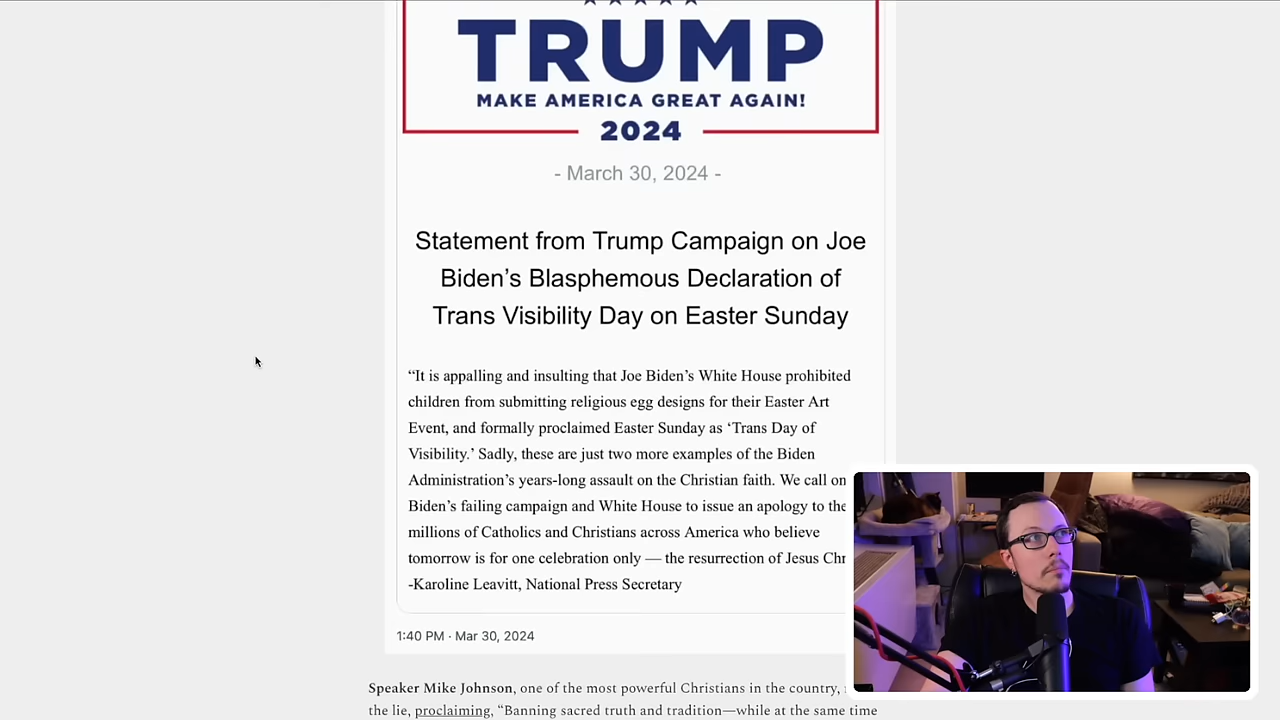 TRUMP
MAKE AMERICA GREAT AGAIN!
2024
- March 30, 2024 -
Statement from Trump Campaign on Joe
Biden’s Blasphemous Declaration of
Trans Visibility Day on Easter Sunday
“It is appalling and insulting that Joe Biden’s White House prohibited
children from submitting religious egg designs for their Easter Art
Event, and formally proclaimed Easter Sunday as ‘Trans Day of
Visibility.’ Sadly, these are just two more examples of the Biden
Administration’s years-long assault on the Christian faith. We call on
Biden’s failing campaign and White House to issue an apology to the
millions of Catholics and Christians across America who believe
tomorrow is for one celebration only — the resurrection of Jesus Chr
-Karoline Leavitt, National Press Secretary
1:40 PM · Mar 30, 2024
Speaker Mike Johnson, one of the most powerful Christians in the country,
the lie, proclaiming, “Banning sacred truth and tradition—while at the same time